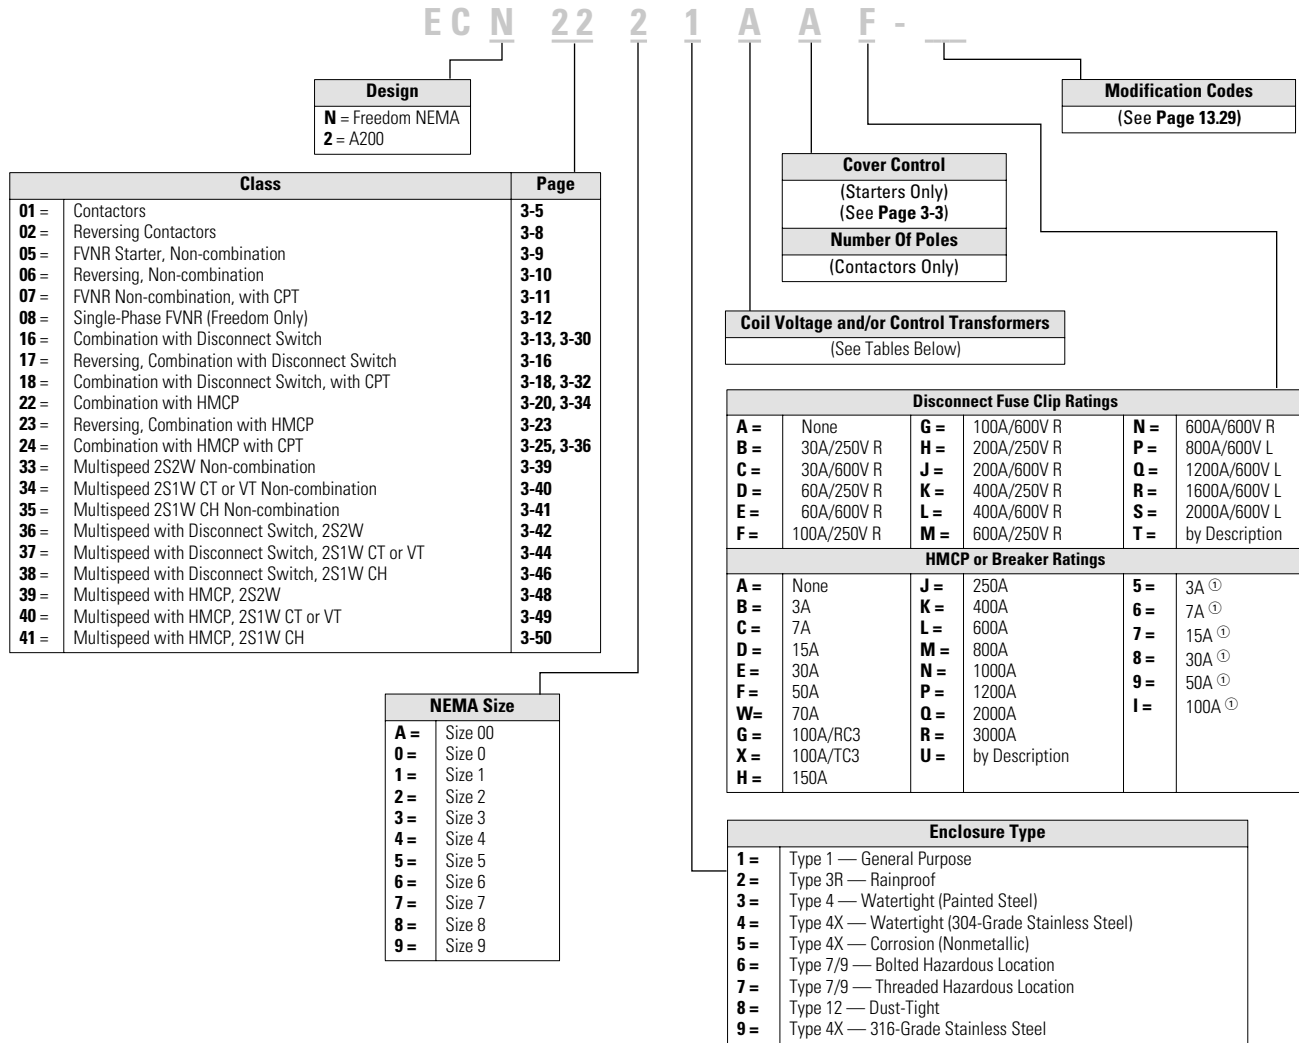 E C N 22 2 1 A A F - __
Design
N = Freedom NEMA
2 = A200
Modification Codes
(See Page 13.29)
Cover Control
(Starters Only)
(See Page 3-3)
Number Of Poles
(Contactors Only)
Coil Voltage and/or Control Transformers
(See Tables Below)
Class Page
01 = Contactors 3-5
02 = Reversing Contactors 3-8
05 = FVNR Starter, Non-combination 3-9
06 = Reversing, Non-combination 3-10
07 = FVNR Non-combination, with CPT 3-11
08 = Single-Phase FVNR (Freedom Only) 3-12
16 = Combination with Disconnect Switch 3-13, 3-30
17 = Reversing, Combination with Disconnect Switch 3-16
18 = Combination with Disconnect Switch, with CPT 3-18, 3-32
22 = Combination with HMCP 3-20, 3-34
23 = Reversing, Combination with HMCP 3-23
24 = Combination with HMCP with CPT 3-25, 3-36
33 = Multispeed 2S2W Non-combination 3-39
34 = Multispeed 2S1W CT or VT Non-combination 3-40
35 = Multispeed 2S1W CH Non-combination 3-41
36 = Multispeed with Disconnect Switch, 2S2W 3-42
37 = Multispeed with Disconnect Switch, 2S1W CT or VT 3-44
38 = Multispeed with Disconnect Switch, 2S1W CH 3-46
39 = Multispeed with HMCP, 2S2W 3-48
40 = Multispeed with HMCP, 2S1W CT or VT 3-49
41 = Multispeed with HMCP, 2S1W CH 3-50
Disconnect Fuse Clip Ratings
A = None G = 100A/600V R N = 600A/600V R
B = 30A/250V R H = 200A/250V R P = 800A/600V L
C = 30A/600V R J = 200A/600V R Q = 1200A/600V L
D = 60A/250V R K = 400A/250V R R = 1600A/600V L
E = 60A/600V R L = 400A/600V R S = 2000A/600V L
F = 100A/250V R M = 600A/250V R T = by Description
HMCP or Breaker Ratings
A = None J = 250A 5 = 3A ①
B = 3A K = 400A 6 = 7A ①
C = 7A L = 600A 7 = 15A ①
D = 15A M = 800A 8 = 30A ①
E = 30A N = 1000A 9 = 50A ①
F = 50A P = 1200A I = 100A ①
W= 70A Q = 2000A
G = 100A/RC3 R = 3000A
X = 100A/TC3 U = by Description
H = 150A
NEMA Size
A = Size 00
0 = Size 0
1 = Size 1
2 = Size 2
3 = Size 3
4 = Size 4
5 = Size 5
6 = Size 6
7 = Size 7
8 = Size 8
9 = Size 9
Enclosure Type
1 = Type 1 — General Purpose
2 = Type 3R — Rainproof
3 = Type 4 — Watertight (Painted Steel)
4 = Type 4X — Watertight (304-Grade Stainless Steel)
5 = Type 4X — Corrosion (Nonmetallic)
6 = Type 7/9 — Bolted Hazardous Location
7 = Type 7/9 — Threaded Hazardous Location
8 = Type 12 — Dust-Tight
9 = Type 4X — 316-Grade Stainless Steel